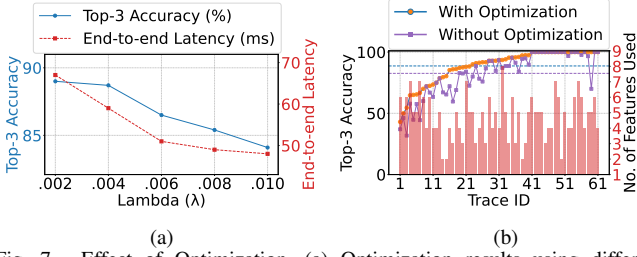 Top-3 Accuracy (%)
End-to-end Latency (ms)
90
85
Top-3 Accuracy
70
60
50
End-to-end Latency
.002 .004 .006 .008 .010
Lambda (λ)
(a)
With Optimization
Without Optimization
100
50
0
Top-3 Accuracy
9
8
7
6
5
4
3
2
1
No. of Features Used
1 11 21 31 41 51 61
Trace ID
(b)
Fig. 7. Effect of Optimization. (a) Optimization results using differ